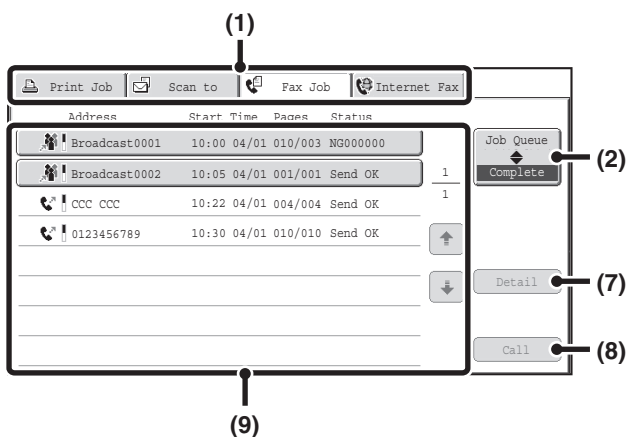 (1)
Print Job Scan to Fax Job Internet Fax
Address Start Time Pages Status
Broadcast0001 10:00 04/01 010/003 NG000000
Broadcast0002 10:05 04/01 001/001 Send OK
CCC CCC 10:22 04/01 004/004 Send OK
0123456789 10:30 04/01 010/010 Send OK
1
1
Job Queue
Complete
(2)
Detail
(7)
Call
(8)
(9)